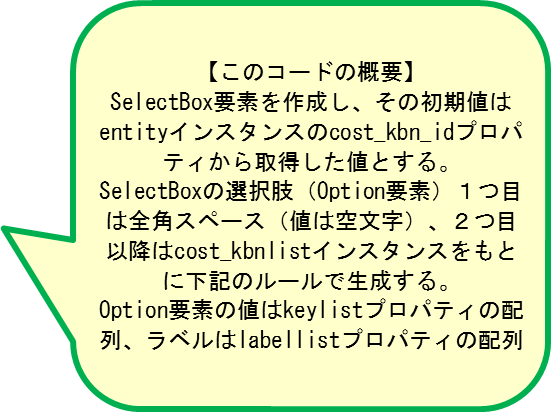 【このコードの概要】
SelectBox要素を作成し、その初期値は
entityインスタンスのcost_kbn_idプロパ
ティから取得した値とする。
SelectBoxの選択肢（Option要素）１つ目
は全角スペース（値は空文字）、２つ目
以降はcost_kbnlistインスタンスをもと
に下記のルールで生成する。
Option要素の値はkeylistプロパティの配
列、ラベルはlabellistプロパティの配列